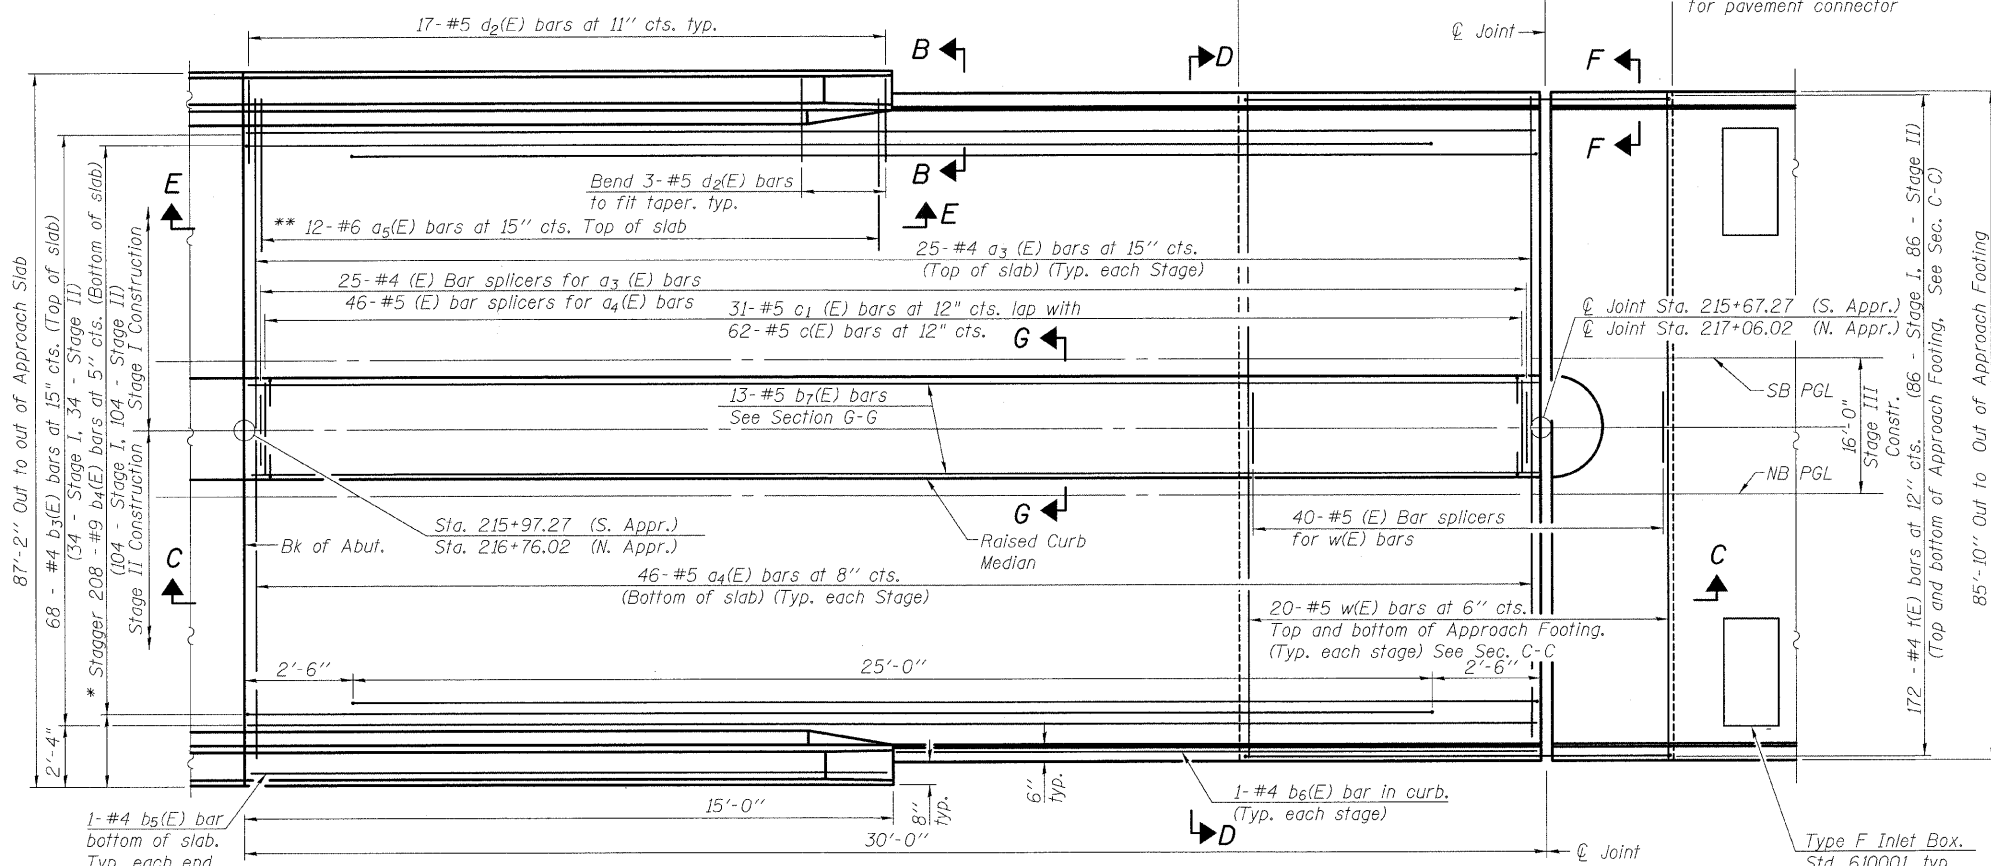 for pavement connector
17-#5 d2(E) bars at 11" cts. typ.
℄ Joint
B
D
F
B
F
E
Bend 3-#5 d2(E) bars
to fit taper. typ.
E
** 12-#6 a5(E) bars at 15" cts. Top of slab
25-#4 a3 (E) bars at 15" cts.
(Top of slab) (Typ. each Stage)
25-#4 (E) Bar splicers for a3 (E) bars
46-#5 (E) bar splicers for a4(E) bars
31-#5 c1 (E) bars at 12" cts. lap with
62-#5 c(E) bars at 12" cts.
G
℄ Joint Sta. 215+67.27 (S. Appr.)
℄ Joint Sta. 217+06.02 (N. Appr.)
13-#5 b7(E) bars
See Section G-G
SB PGL
16'-0"
Stage III
Constr.
NB PGL
G
Sta. 215+97.27 (S. Appr.)
Sta. 216+76.02 (N. Appr.)
Bk of Abut.
Raised Curb
Median
40-#5 (E) Bar splicers
for w(E) bars
C
C
46-#5 a4(E) bars at 8" cts.
(Bottom of slab) (Typ. each Stage)
20-#5 w(E) bars at 6" cts.
Top and bottom of Approach Footing.
(Typ. each stage) See Sec. C-C
2'-6"
25'-0"
2'-6"
87'-2" Out to out of Approach Slab
68 - #4 b3(E) bars at 15" cts. (Top of slab)
(34 - Stage I, 34 - Stage II)
* Stagger 208 - #9 b4(E) bars at 5" cts. (Bottom of slab)
(104 - Stage I, 104 - Stage II)
Stage II Construction
Stage I Construction
2'-4"
172 - #4 t(E) bars at 12" cts. (86 - Stage I, 86 - Stage II)
(Top and bottom of Approach Footing, See Sec. C-C)
85'-10" Out to Out of Approach Footing
1-#4 b5(E) bar
bottom of slab.
Typ. each end
15'-0"
8"
typ.
6"
typ.
1-#4 b6(E) bar in curb.
(Typ. each stage)
30'-0"
D
℄ Joint
Type F Inlet Box.
Std. 610001, typ.